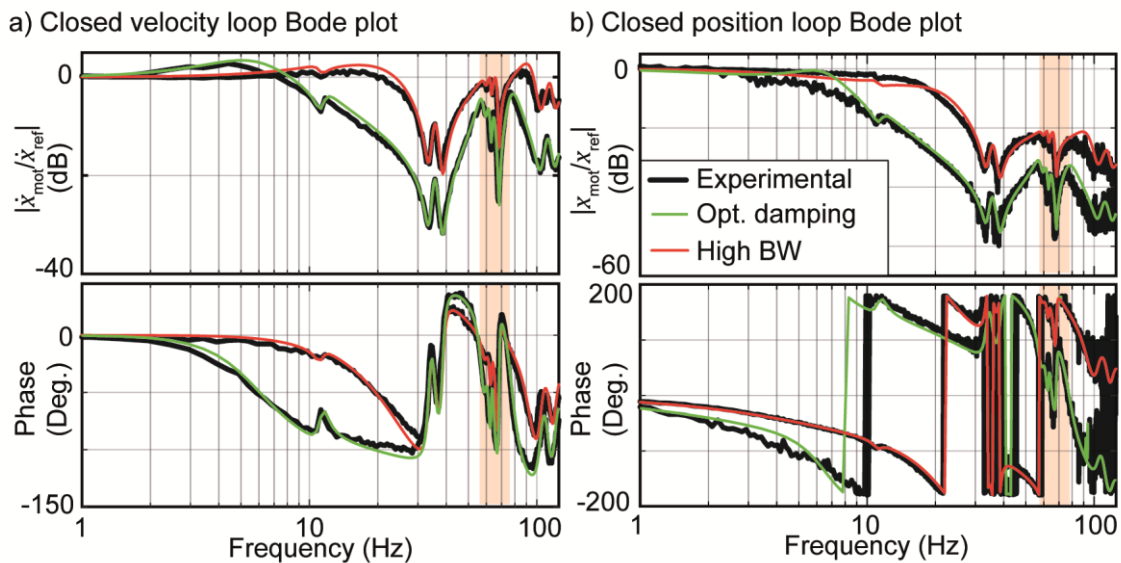 a) Closed velocity loop Bode plot
0
|ẋmot/ẋref|
(dB)
-40
0
Phase
(Deg.)
-150
1
10
100
Frequency (Hz)
b) Closed position loop Bode plot
0
|xmot/xref|
(dB)
-60
Experimental
Opt. damping
High BW
200
Phase
(Deg.)
-200
1
10
100
Frequency (Hz)